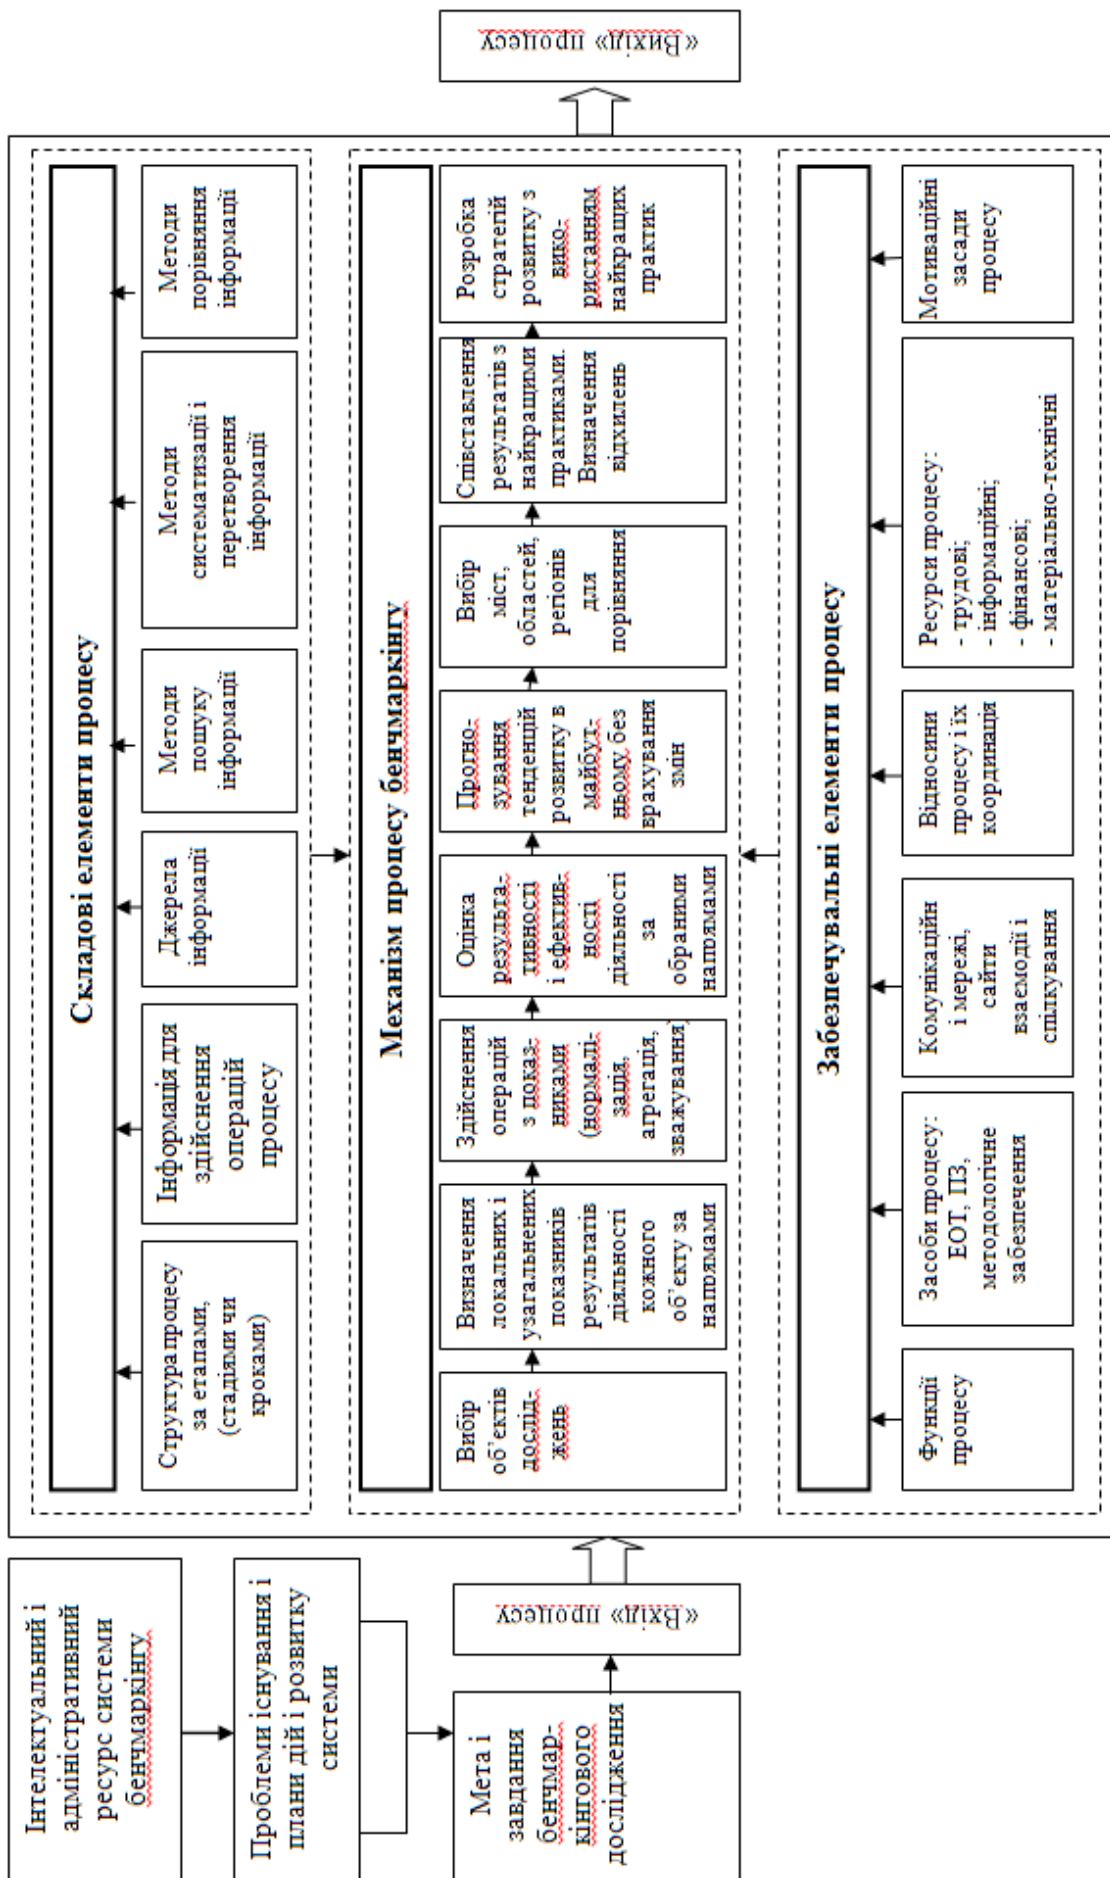 Інтелектуальний і
адміністративний
ресурс системи
бенчмаркінгу
Проблеми існування і
плани дій і розвитку
системи
Мета і
завдання
бенчмар-
кінгового
дослідження
«Вхід»
процесу
Складові елементи процесу
Структура процесу
за етапами,
(стадіями чи
кроками)
Інформація для
здійснення
операцій
процесу
Джерела
інформації
Методи
пошуку
інформації
Методи
систематизації і
перетворення
інформації
Методи
порівняння
інформації
Механізм процесу бенчмаркінгу
Вибір
об’єктів
дослід-
жень
Визначення
локальних і
узагальнених
показників
результатів
діяльності
кожного
об’єкту за
напрямами
Здійснення
операцій
з показ-
никами
(нормалі-
зація,
агрегація,
зважування)
Оцінка
результа-
тивності
і ефектив-
ності
діяльності
за
обраними
напрямами
Прогно-
зування
тенденцій
розвитку в
майбут-
ньому без
врахування
змін
Вибір
міст,
областей,
регіонів
для
порівняння
Співставлення
результатів з
найкращими
практиками.
Визначення
відхилень
Розробка
стратегій
розвитку з
вико-
ристанням
найкращих
практик
Забезпечувальні елементи процесу
Функції
процесу
Засоби процесу:
ЕОТ, ПЗ,
методологічне
забезпечення
Комунікаційн
і мережі,
сайти
взаємодії і
спілкування
Відносини
процесу і їх
координація
Ресурси процесу:
- трудові;
- інформаційні;
- фінансові;
- матеріально-технічні
Мотиваційні
засади
процесу
«Вихід»
процесу